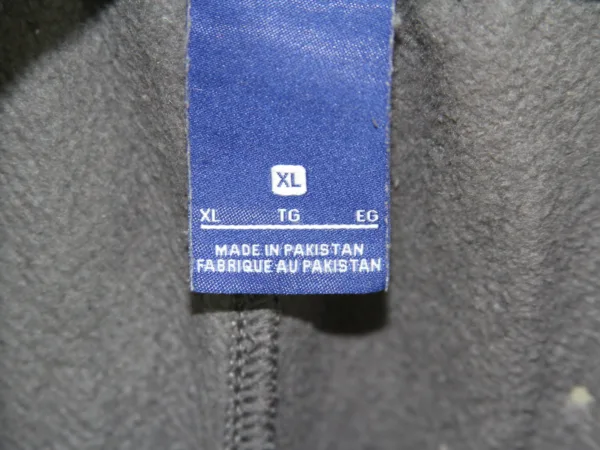 XL
XL TG EG
MADE IN PAKISTAN
FABRIQUE AU PAKISTAN